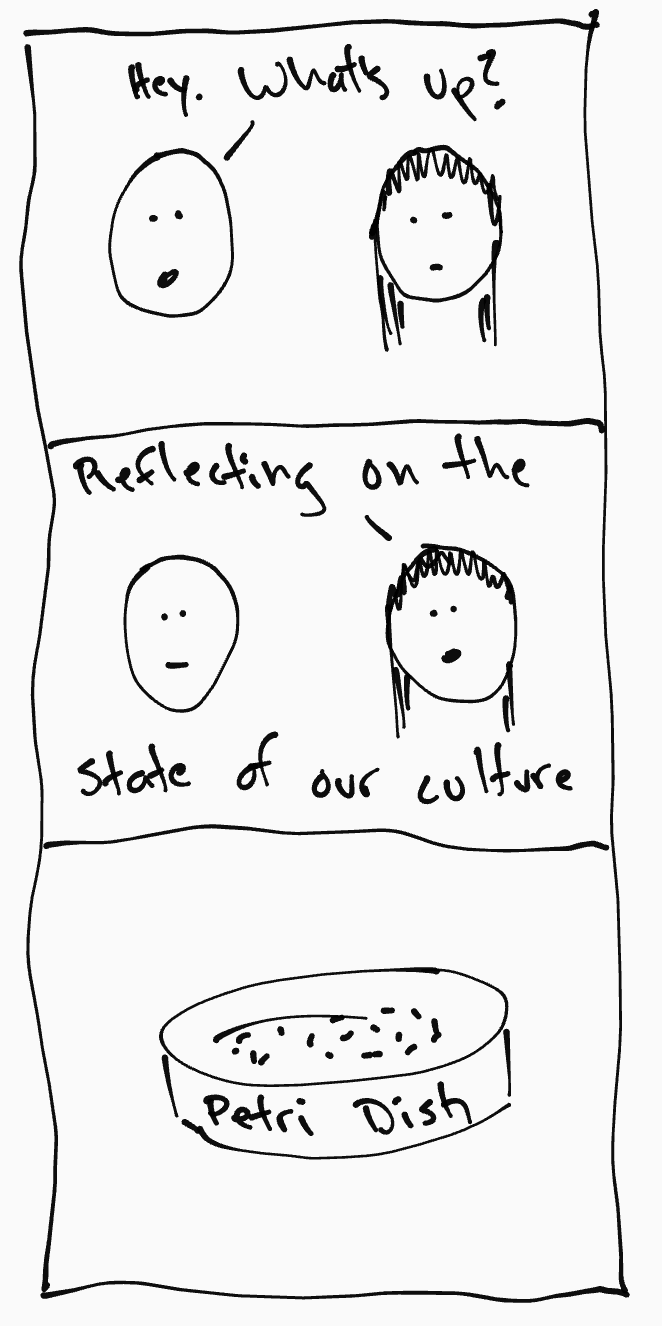 Hey. What's up?
Reflecting on the
state of our culture
Petri Dish